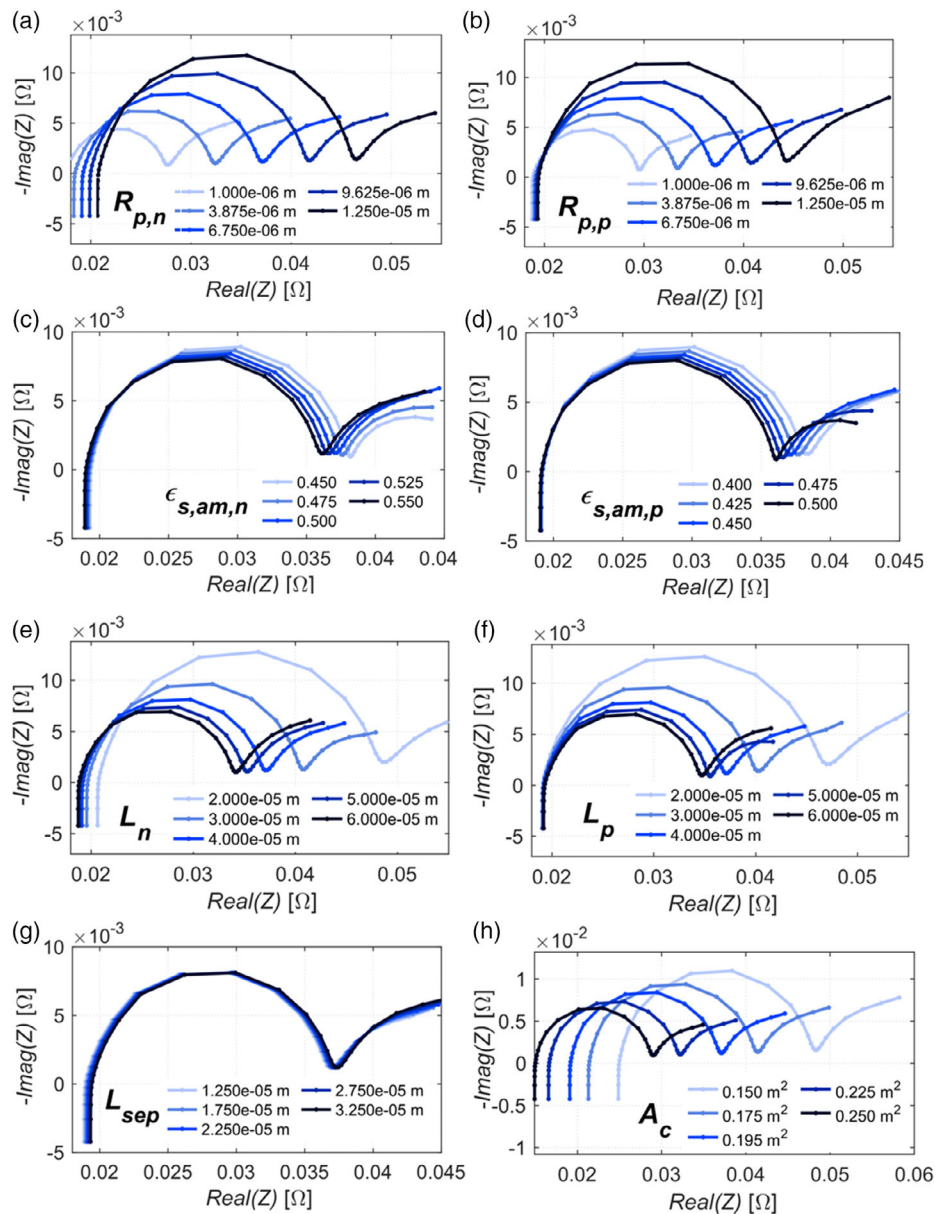 (a)
×10⁻³
10
5
0
-5
-Imag(Z) [Ω]
R_{p,n}
1.000e-06 m
9.625e-06 m
3.875e-06 m
1.250e-05 m
6.750e-06 m
0.02
0.03
0.04
0.05
Real(Z) [Ω]
(b)
×10⁻³
10
5
0
-5
-Imag(Z) [Ω]
R_{p,p}
1.000e-06 m
9.625e-06 m
3.875e-06 m
1.250e-05 m
6.750e-06 m
0.02
0.03
0.04
0.05
Real(Z) [Ω]
(c)
×10⁻³
10
5
0
-5
-Imag(Z) [Ω]
ϵ_{s,am,n}
0.450
0.525
0.475
0.550
0.500
0.02
0.025
0.03
0.035
0.04
Real(Z) [Ω]
(d)
×10⁻³
10
5
0
-5
-Imag(Z) [Ω]
ϵ_{s,am,p}
0.400
0.475
0.425
0.500
0.450
0.02
0.025
0.03
0.035
0.04
0.045
Real(Z) [Ω]
(e)
×10⁻³
10
5
0
-5
-Imag(Z) [Ω]
L_n
2.000e-05 m
5.000e-05 m
3.000e-05 m
6.000e-05 m
4.000e-05 m
0.02
0.03
0.04
0.05
Real(Z) [Ω]
(f)
×10⁻³
10
5
0
-5
-Imag(Z) [Ω]
L_p
2.000e-05 m
5.000e-05 m
3.000e-05 m
6.000e-05 m
4.000e-05 m
0.02
0.03
0.04
0.05
Real(Z) [Ω]
(g)
×10⁻³
10
5
0
-5
-Imag(Z) [Ω]
L_{sep}
1.250e-05 m
2.750e-05 m
1.750e-05 m
3.250e-05 m
2.250e-05 m
0.02
0.025
0.03
0.035
0.04
0.045
Real(Z) [Ω]
(h)
×10⁻²
1
0.5
0
-0.5
-1
-Imag(Z) [Ω]
A_c
0.150 m²
0.225 m²
0.175 m²
0.250 m²
0.195 m²
0.02
0.03
0.04
0.05
0.06
Real(Z) [Ω]